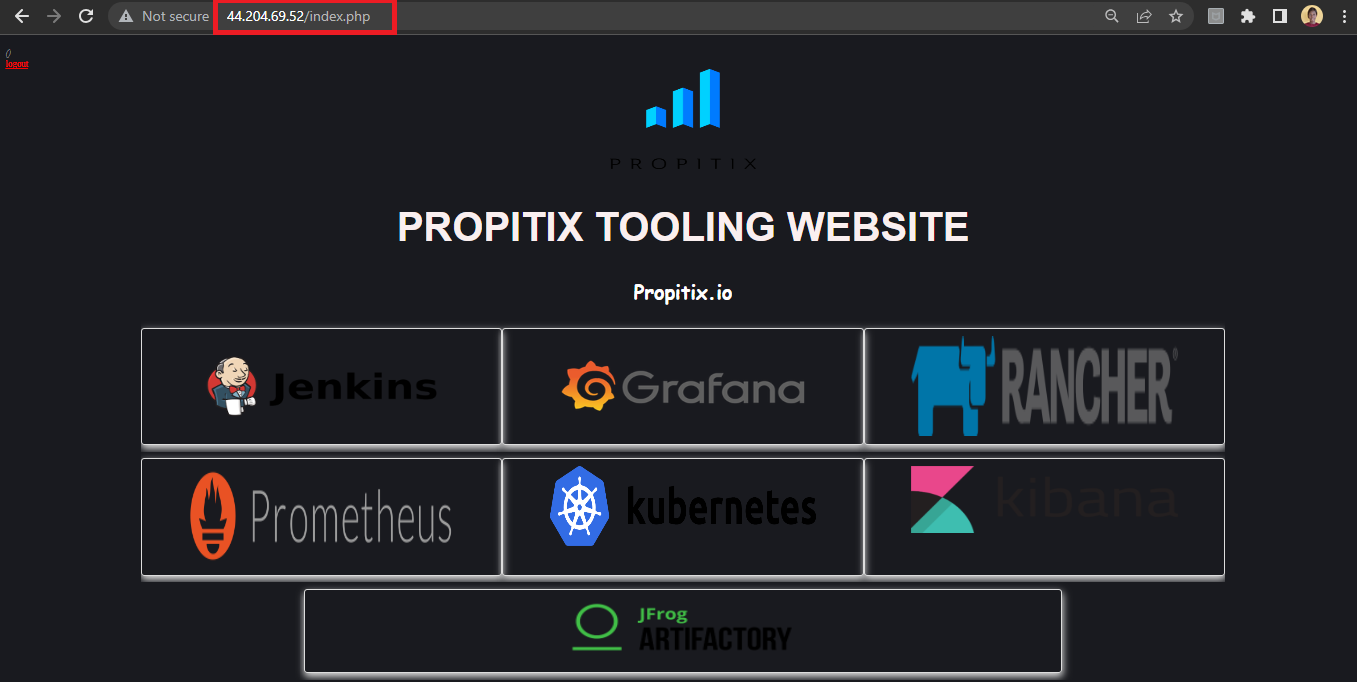 Not secure 44.204.69.52/index.php
()
logout
PROPITIX
PROPITIX TOOLING WEBSITE
Propitix.io
Jenkins Grafana RANCHER®
Prometheus kubernetes kibana
JFrog
ARTIFACTORY